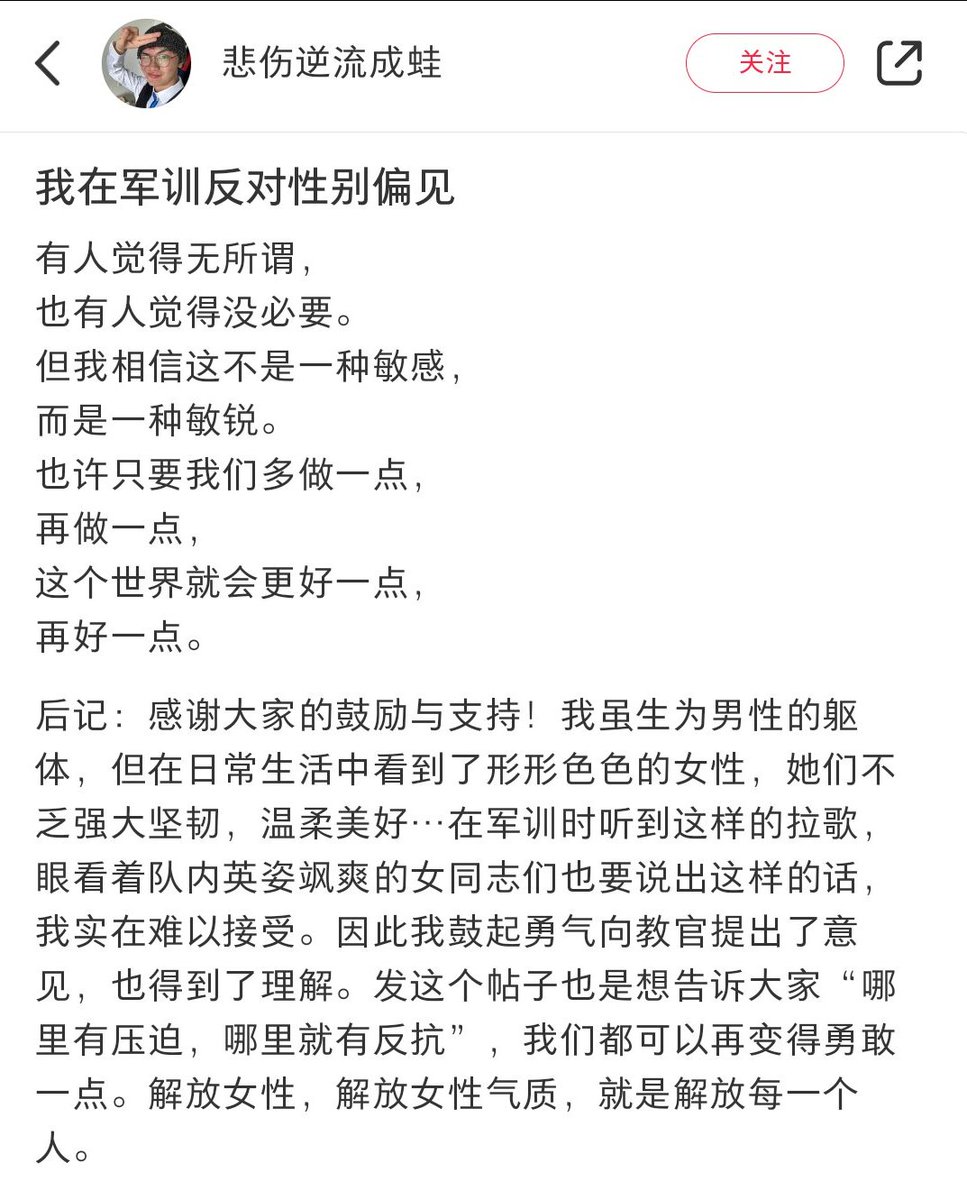 悲伤逆流成蛙
关注
我在军训反对性别偏见
有人觉得无所谓，
也有人觉得没必要。
但我相信这不是一种敏感，
而是一种敏锐。
也许只要我们多做一点，
再做一点，
这个世界就会更好一点，
再好一点。
后记：感谢大家的鼓励与支持！我虽生为男性的躯
体，但在日常生活中看到了形形色色的女性，她们不
乏强大坚韧，温柔美好…在军训时听到这样的拉歌，
眼看着队内英姿飒爽的女同志们也要说出这样的话，
我实在难以接受。因此我鼓起勇气向教官提出了意
见，也得到了理解。发这个帖子也是想告诉大家“哪
里有压迫，哪里就有反抗”，我们都可以再变得勇敢
一点。解放女性，解放女性气质，就是解放每一个
人。